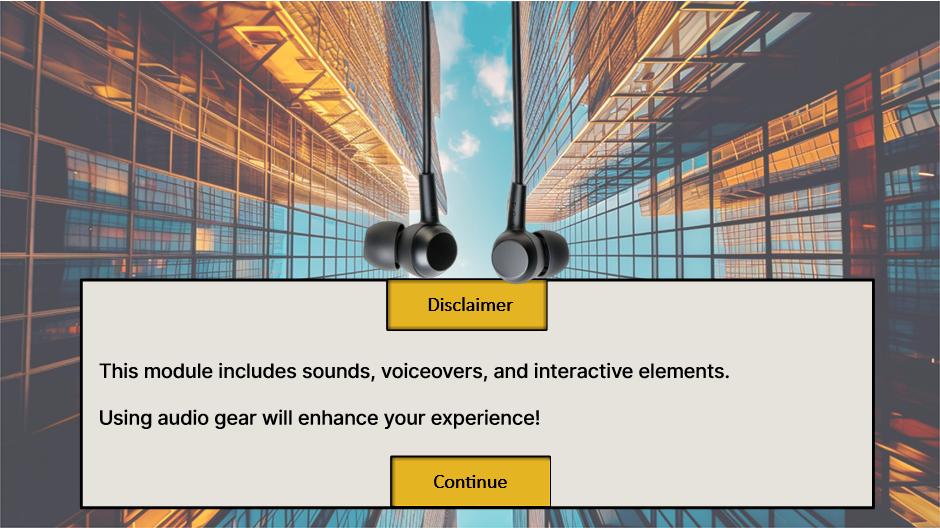 Disclaimer
This module includes sounds, voiceovers, and interactive elements.
Using audio gear will enhance your experience!
Continue